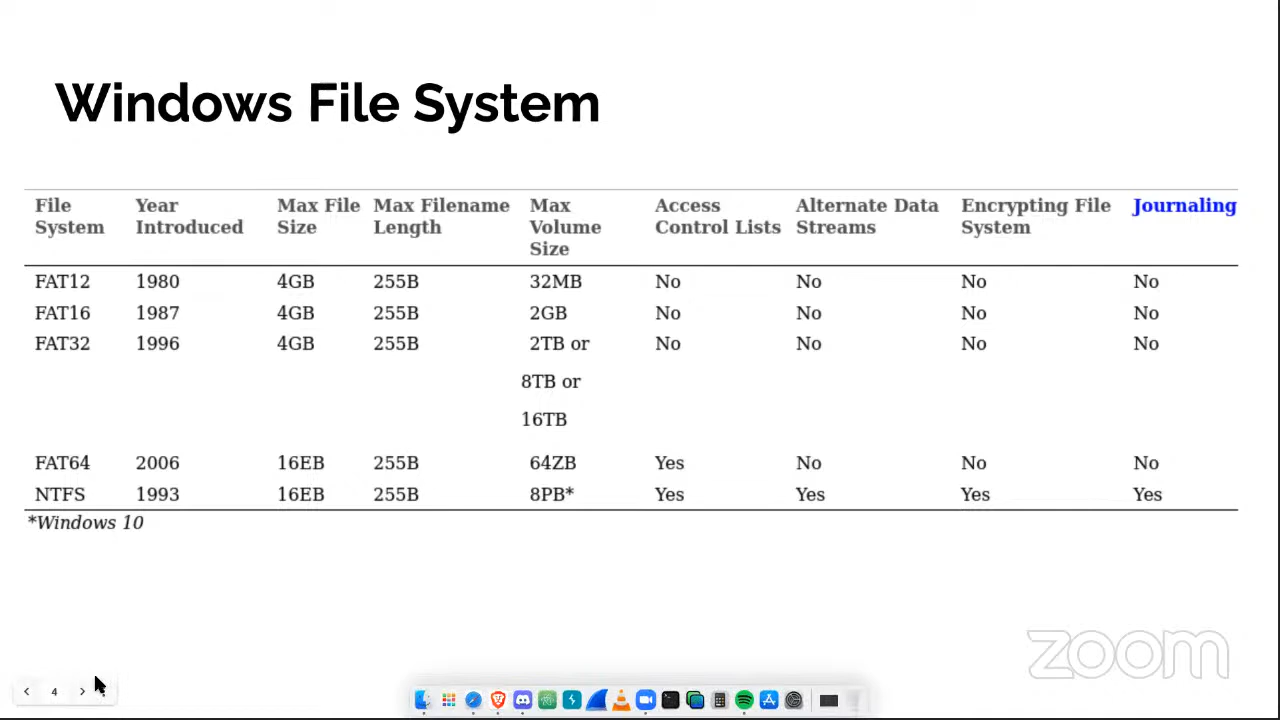 Windows File System
File System Year Introduced Max File Size Max Filename Length Max Volume Size Access Control Lists Alternate Data Streams Encrypting File System Journaling
FAT12 1980 4GB 255B 32MB No No No No
FAT16 1987 4GB 255B 2GB No No No No
FAT32 1996 4GB 255B 2TB or No No No No
8TB or
16TB
FAT64 2006 16EB 255B 64ZB Yes No No No
NTFS 1993 16EB 255B 8PB* Yes Yes Yes Yes
*Windows 10
zoom
4